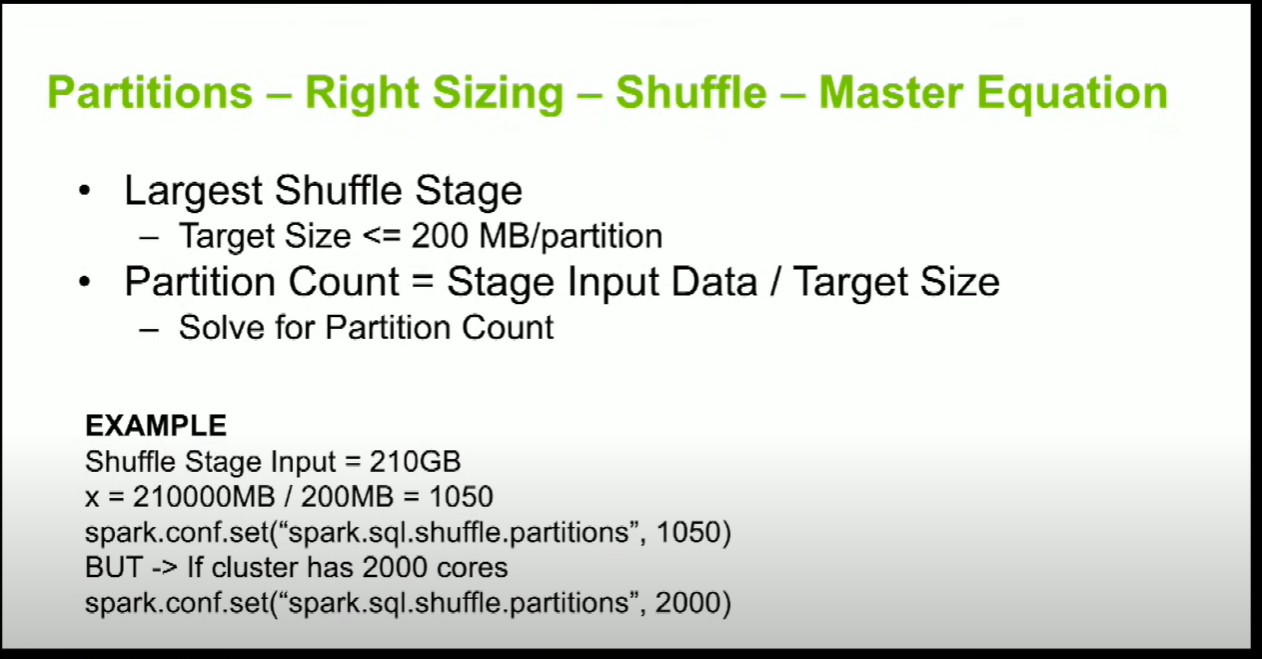 Partitions – Right Sizing – Shuffle – Master Equation
• Largest Shuffle Stage
– Target Size <= 200 MB/partition
• Partition Count = Stage Input Data / Target Size
– Solve for Partition Count
EXAMPLE
Shuffle Stage Input = 210GB
x = 210000MB / 200MB = 1050
spark.conf.set(“spark.sql.shuffle.partitions”, 1050)
BUT -> If cluster has 2000 cores
spark.conf.set(“spark.sql.shuffle.partitions”, 2000)